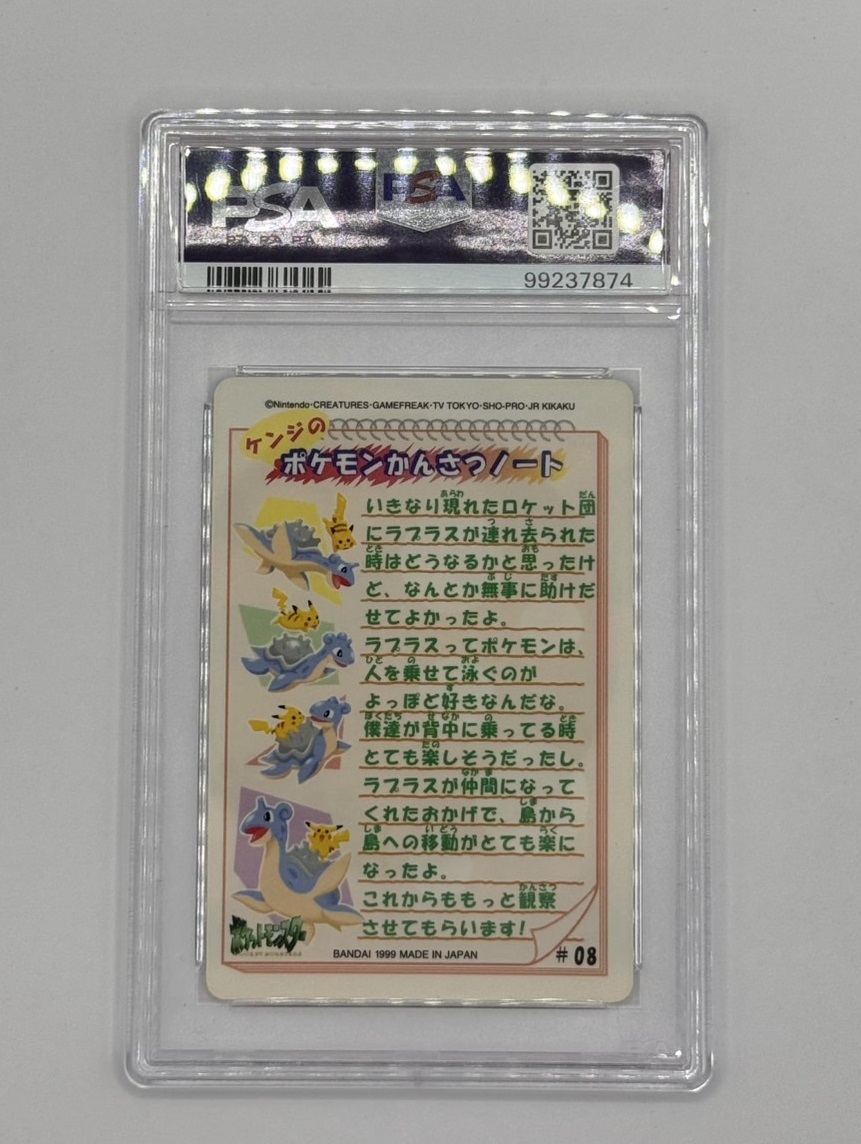 PSA
PSA
99237874
©Nintendo·CREATURES·GAMEFREAK·TV TOKYO·SHO-PRO·JR KIKAKU
ケンジの
ポケモンかんさつノート
いきなり現れたロケット団
にラプラスが連れ去られた
時はどうなるかと思ったけ
ど、なんとか無事に助けだ
せてよかったよ。
ラプラスってポケモンは、
人を乗せて泳ぐのが
よっぽど好きなんだな。
僕達が背中に乗ってる時
とても楽しそうだったし。
ラプラスが仲間になって
くれたおかげで、島から
島への移動がとても楽に
なったよ。
これからももっと観察
させてもらいます!
ポケットモンスター
BANDAI 1999 MADE IN JAPAN
#08